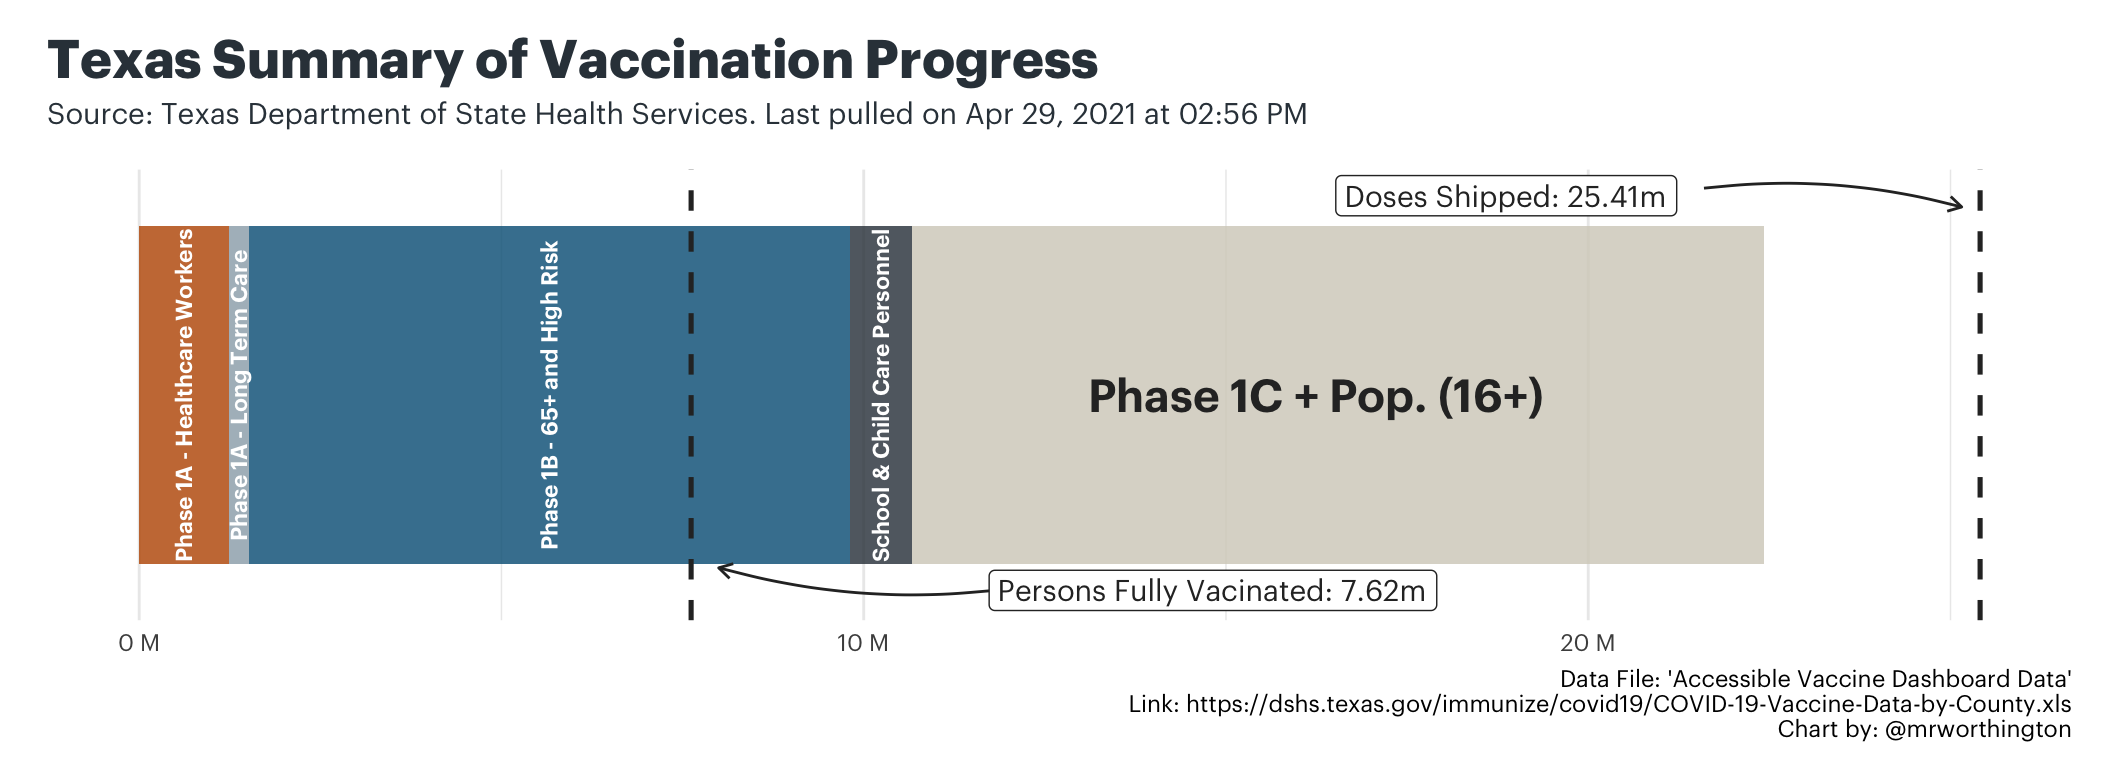 Texas Summary of Vaccination Progress
Source: Texas Department of State Health Services. Last pulled on Apr 29, 2021 at 02:56 PM
Doses Shipped: 25.41m
Phase 1A - Healthcare Workers
Phase 1A - Long Term Care
Phase 1B - 65+ and High Risk
School & Child Care Personnel
Phase 1C + Pop. (16+)
Persons Fully Vacinated: 7.62m
0 M
10 M
20 M
Data File: 'Accessible Vaccine Dashboard Data'
Link: https://dshs.texas.gov/immunize/covid19/COVID-19-Vaccine-Data-by-County.xls
Chart by: @mrworthington